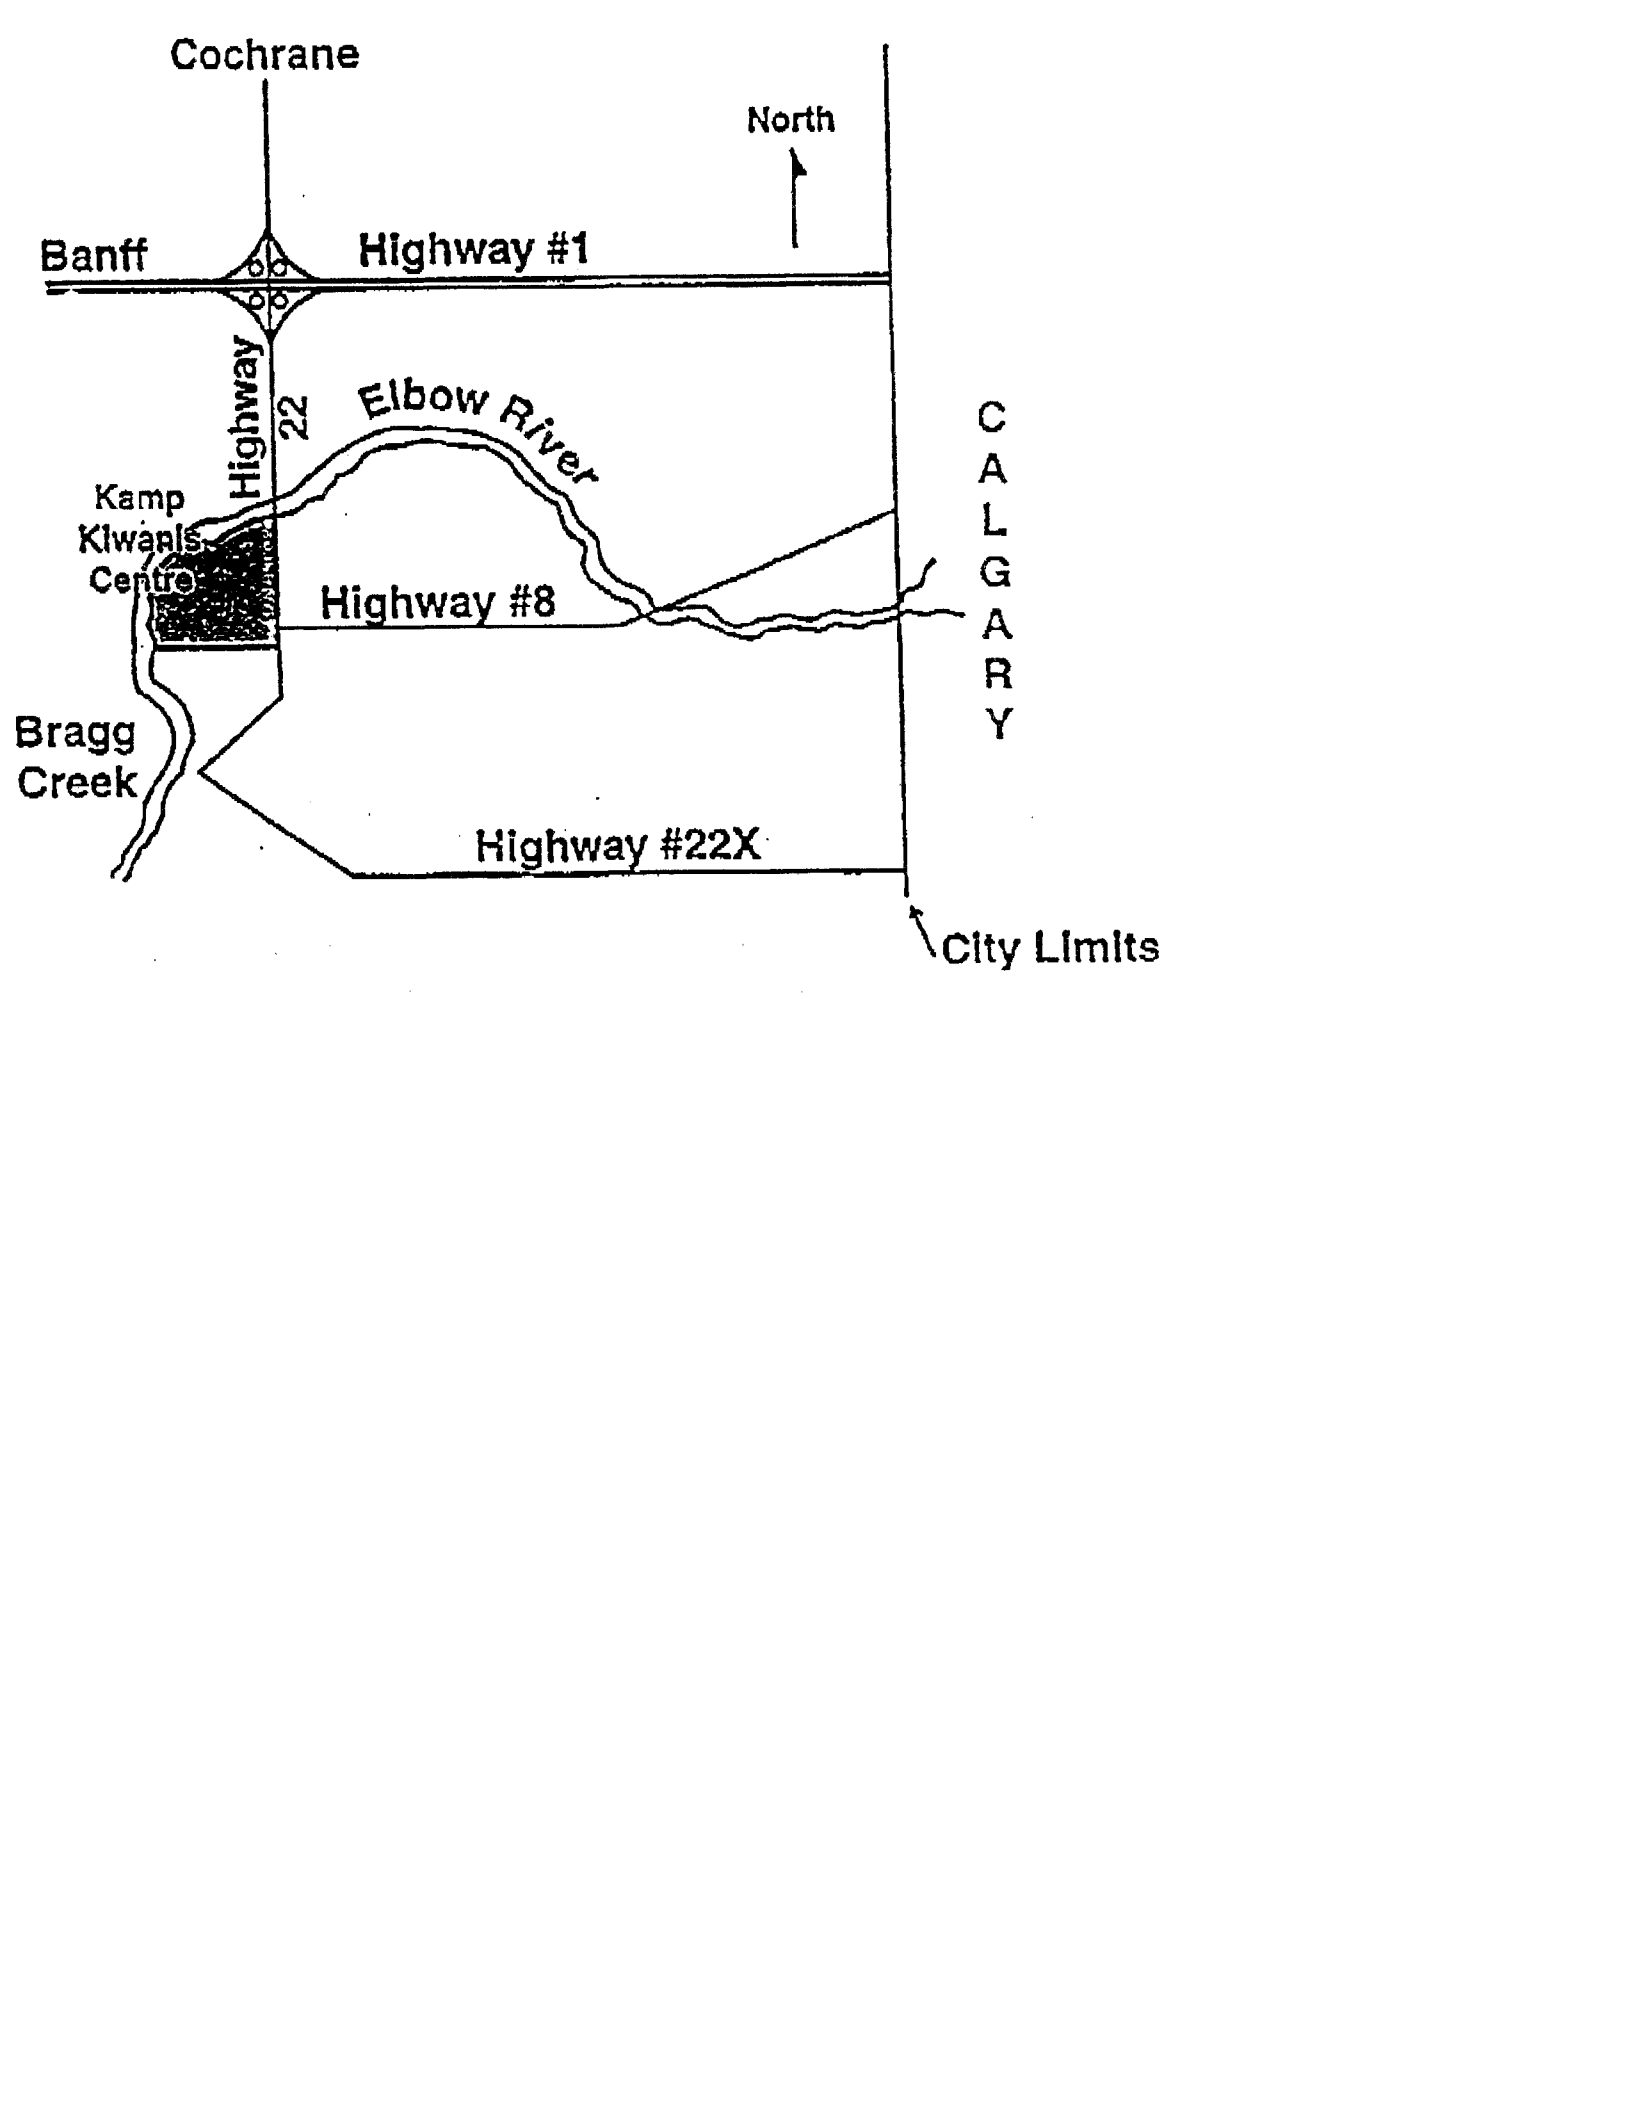 Cochrane
North
Banff
Highway #1
Highway
22
Elbow River
Kamp
Kiwanis
Centre
CALGARY
Highway #8
Bragg
Creek
Highway #22X
City Limits